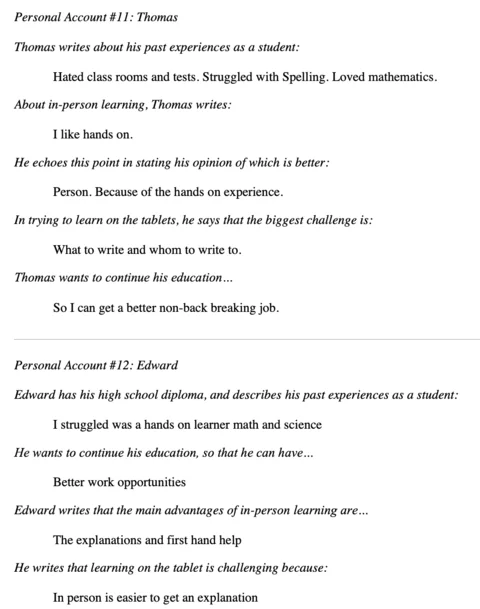 Personal Account #11: Thomas
Thomas writes about his past experiences as a student:
Hated class rooms and tests. Struggled with Spelling. Loved mathematics.
About in-person learning, Thomas writes:
I like hands on.
He echoes this point in stating his opinion of which is better:
Person. Because of the hands on experience.
In trying to learn on the tablets, he says that the biggest challenge is:
What to write and whom to write to.
Thomas wants to continue his education…
So I can get a better non-back breaking job.
Personal Account #12: Edward
Edward has his high school diploma, and describes his past experiences as a student:
I struggled was a hands on learner math and science
He wants to continue his education, so that he can have…
Better work opportunities
Edward writes that the main advantages of in-person learning are…
The explanations and first hand help
He writes that learning on the tablet is challenging because:
In person is easier to get an explanation